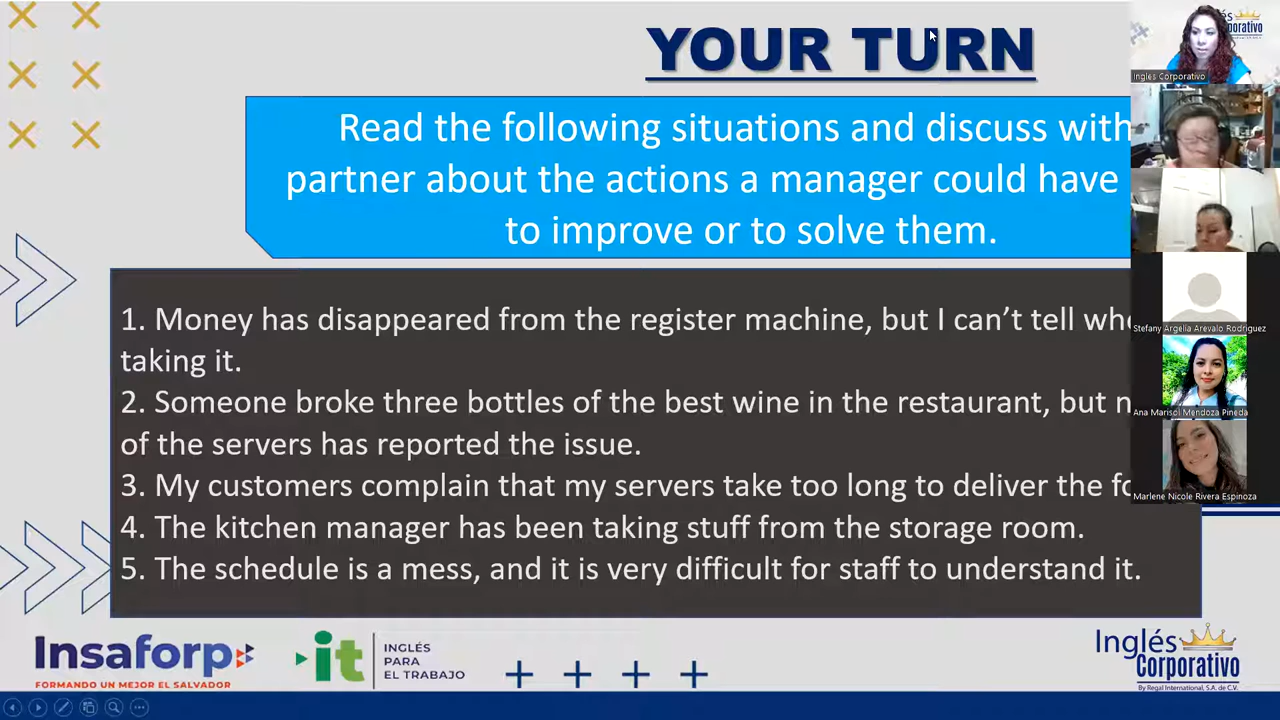 YOUR TURN
Read the following situations and discuss with
partner about the actions a manager could have
to improve or to solve them.
1. Money has disappeared from the register machine, but I can’t tell
taking it.
2. Someone broke three bottles of the best wine in the restaurant, but
of the servers has reported the issue.
3. My customers complain that my servers take too long to deliver the
4. The kitchen manager has been taking stuff from the storage room.
5. The schedule is a mess, and it is very difficult for staff to understand it.
Insaforp
FORMANDO UN MEJOR EL SALVADOR
it
INGLÉS
PARA
EL TRABAJO
Inglés
Corporativo
By Regal International, S.A. de C.V.
Ingles Corporativo
Stefany Argelia Arevalo Rodriguez
Ana Marisol Mendoza Pineda
Marlene Nicole Rivera Espinoza